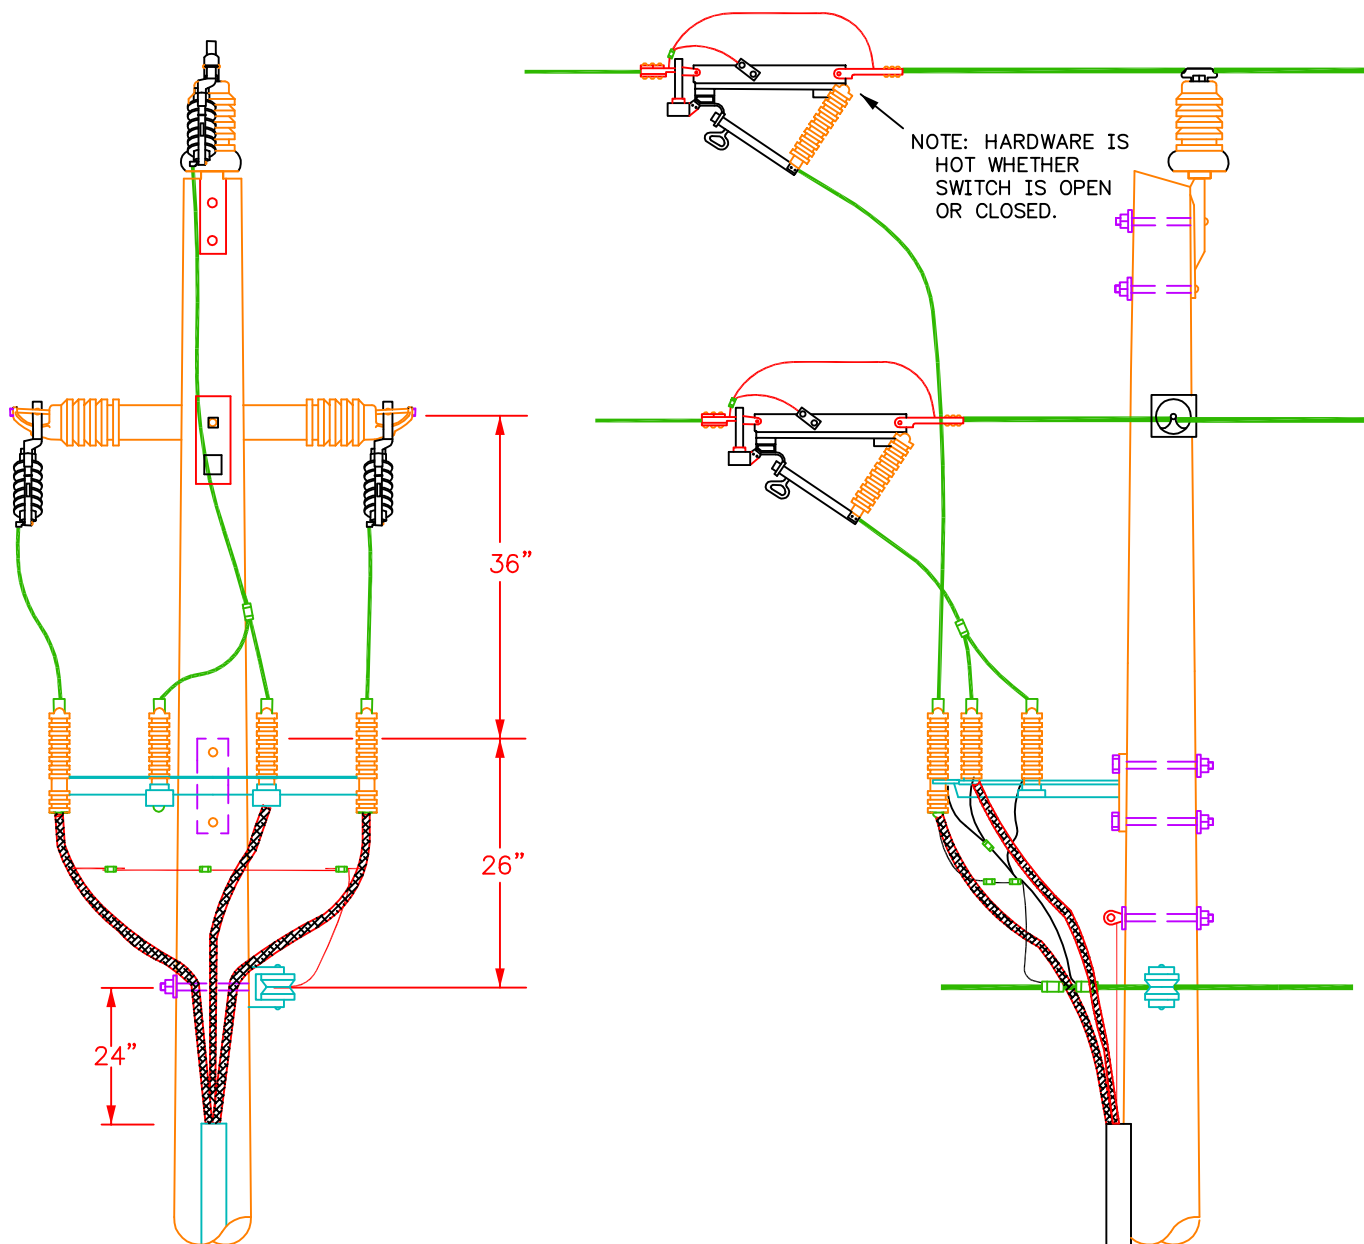 NOTE: HARDWARE IS
HOT WHETHER
SWITCH IS OPEN
OR CLOSED.
36”
26”
24”